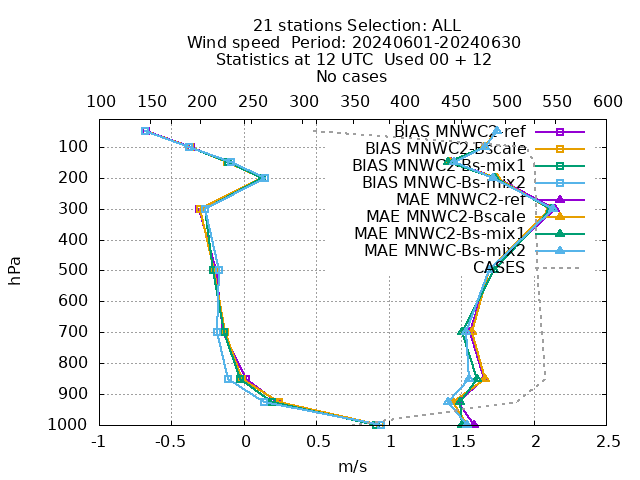 21 stations Selection: ALL
Wind speed  Period: 20240601-20240630
Statistics at 12 UTC  Used 00 + 12
No cases
100 150 200 250 300 350 400 450 500 550 600
BIAS MNWC2-ref
BIAS MNWC2-Bscale
BIAS MNWC2-Bs-mix1
BIAS MNWC-Bs-mix2
MAE MNWC2-ref
MAE MNWC2-Bscale
MAE MNWC2-Bs-mix1
MAE MNWC-Bs-mix2
CASES
100
200
300
400
500
600
700
800
900
1000
hPa
-1 -0.5 0 0.5 1 1.5 2 2.5
m/s